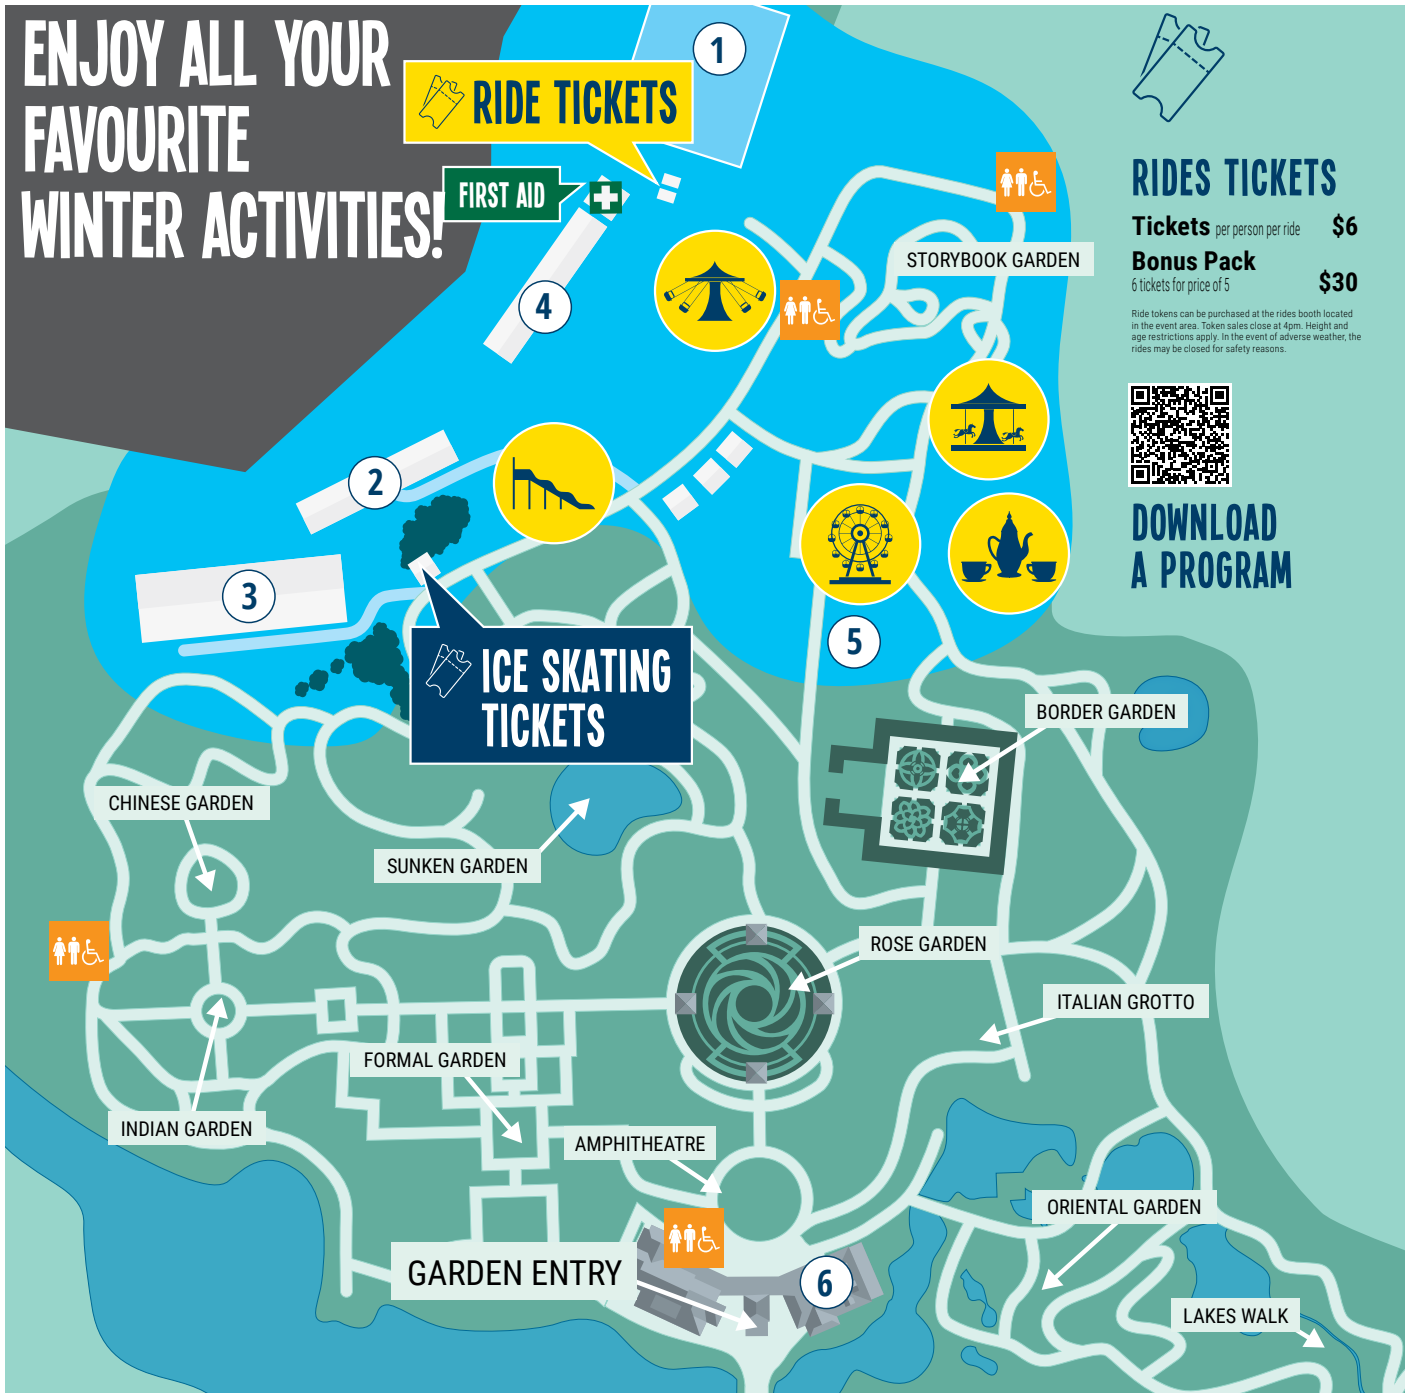 ENJOY ALL YOUR
FAVOURITE
WINTER ACTIVITIES!
1
RIDE TICKETS
FIRST AID
4
STORYBOOK GARDEN
RIDES TICKETS
Tickets per person per ride $6
Bonus Pack
6 tickets for price of 5 $30
Ride tokens can be purchased at the rides booth located
in the event area. Token sales close at 4pm. Height and
age restrictions apply. In the event of adverse weather, the
rides may be closed for safety reasons.
DOWNLOAD
A PROGRAM
2
3
5
ICE SKATING
TICKETS
BORDER GARDEN
CHINESE GARDEN
SUNKEN GARDEN
ROSE GARDEN
ITALIAN GROTTO
FORMAL GARDEN
INDIAN GARDEN
AMPHITHEATRE
ORIENTAL GARDEN
GARDEN ENTRY
6
LAKES WALK